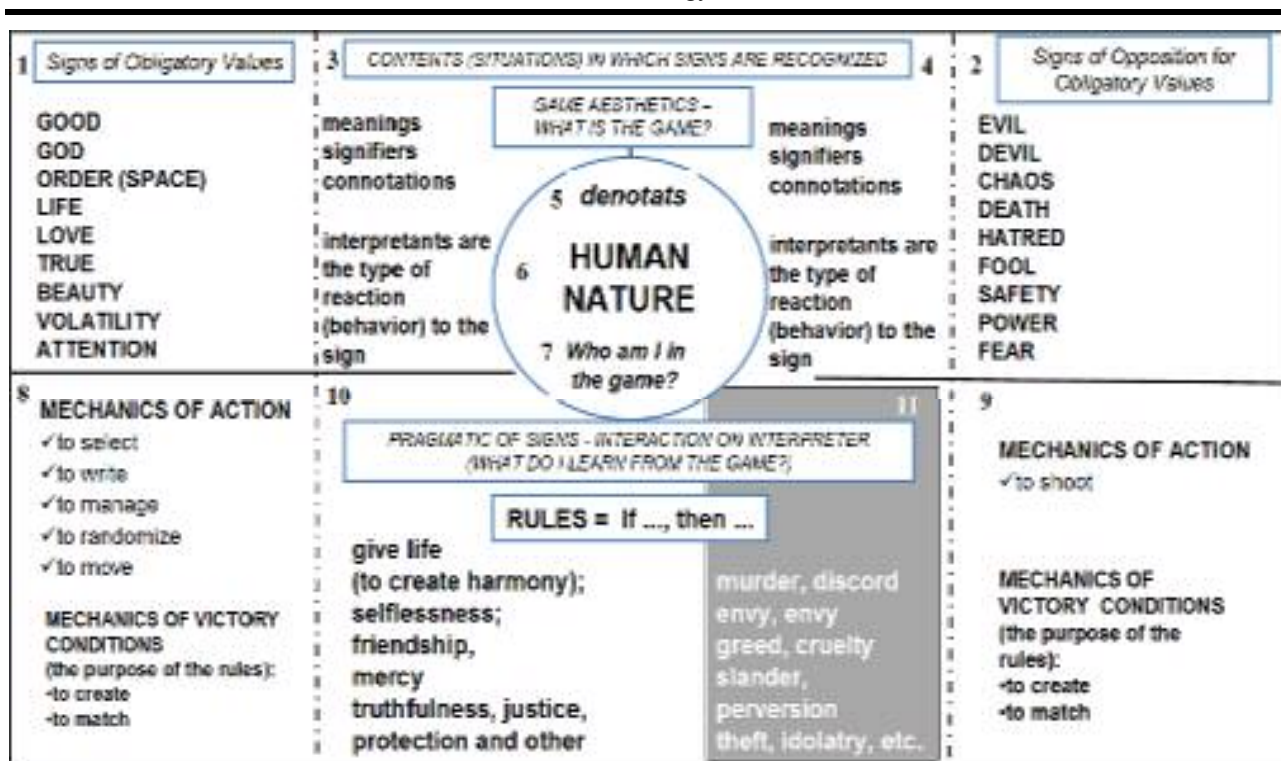 1 Signs of Obligatory Values
GOOD
GOD
ORDER (SPACE)
LIFE
LOVE
TRUE
BEAUTY
VOLATILITY
ATTENTION
3 CONTENTS (SITUATIONS) IN WHICH SIGNS ARE RECOGNIZED 4
GAME AESTHETICS –
WHAT IS THE GAME?
meanings
signifiers
connotations
interpretants are
the type of
reaction
(behavior) to the
sign
5 denotats
6 HUMAN
NATURE
7 Who am I in
the game?
meanings
signifiers
connotations
interpretants are
the type of
reaction
(behavior) to the
sign
2 Signs of Opposition for
Obligatory Values
EVIL
DEVIL
CHAOS
DEATH
HATRED
FOOL
SAFETY
POWER
FEAR
8
MECHANICS OF ACTION
✓to select
✓to write
✓to manage
✓to randomize
✓to move
MECHANICS OF VICTORY
CONDITIONS
(the purpose of the rules):
-to create
-to match
10
11
PRAGMATIC OF SIGNS - INTERACTION ON INTERPRETER
(WHAT DO I LEARN FROM THE GAME?)
RULES = If ..., then ...
give life
(to create harmony);
selflessness;
friendship,
mercy
truthfulness, justice,
protection and other
murder, discord
envy, envy
greed, cruelty
slander,
perversion
theft, idolatry, etc.
9
MECHANICS OF ACTION
✓to shoot
MECHANICS OF
VICTORY CONDITIONS
(the purpose of the
rules):
-to create
-to match